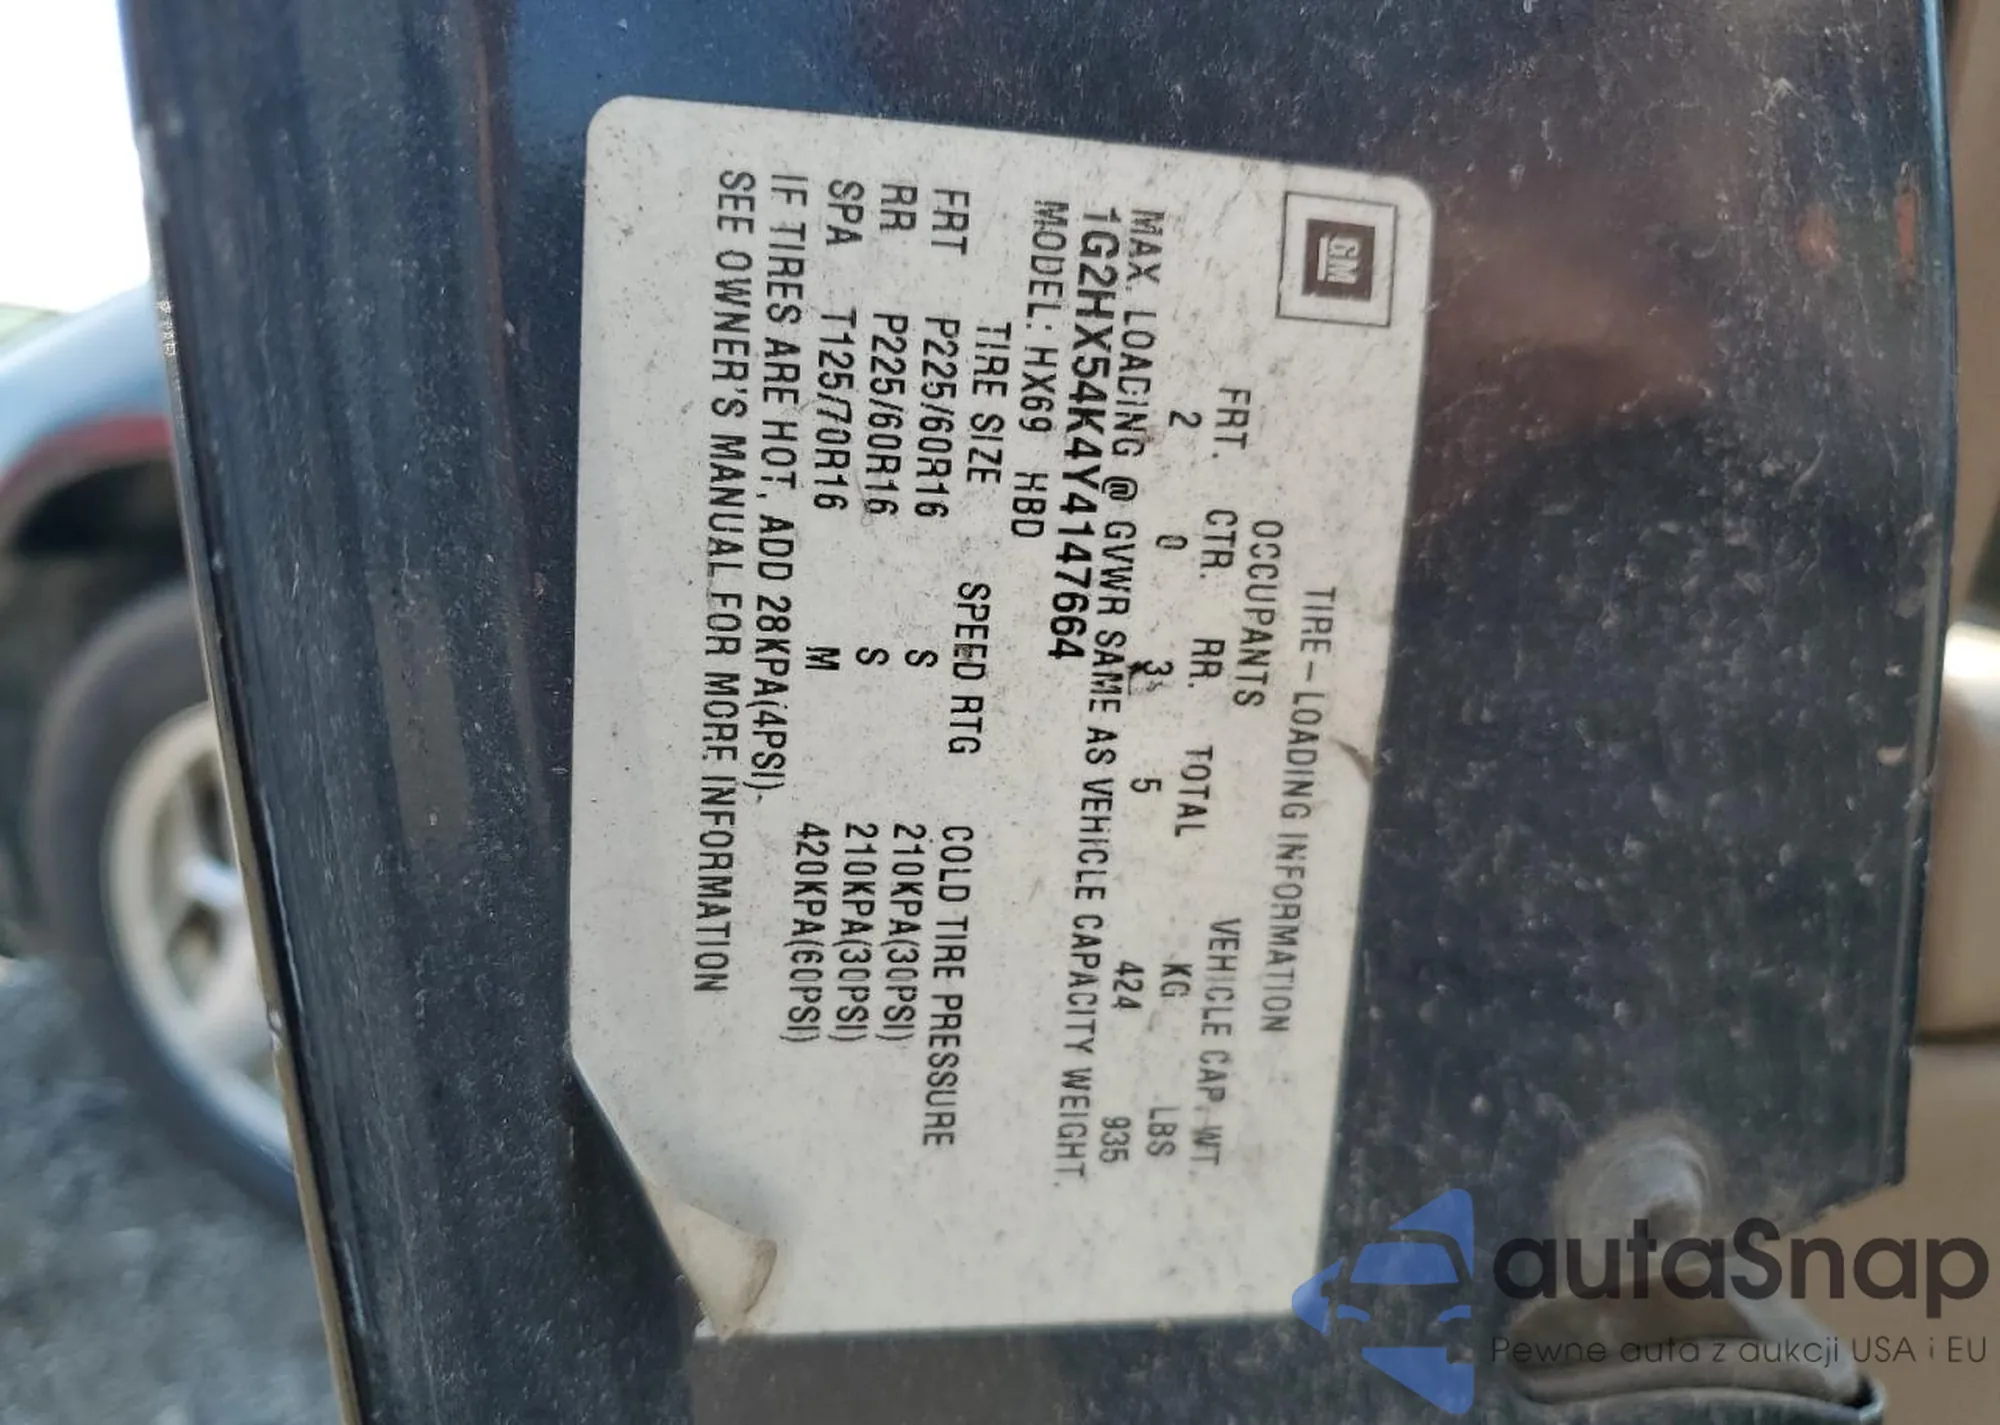 GM
TIRE-LOADING INFORMATION
OCCUPANTS VEHICLE CAP. WT.
FRT. CTR. RR. TOTAL KG LBS
2 0 3 5 424 935
MAX. LOADING @ GVWR SAME AS VEHICLE CAPACITY WEIGHT.
1G2HX54K4Y4147664
MODEL: HX69 HBD
TIRE SIZE SPEED RTG COLD TIRE PRESSURE
FRT P225/60R16 S 210KPA(30PSI)
RR P225/60R16 S 210KPA(30PSI)
SPA T125/70R16 M 420KPA(60PSI)
IF TIRES ARE HOT, ADD 28KPA(4PSI).
SEE OWNER'S MANUAL FOR MORE INFORMATION
autaSnap
Pewne auta z aukcji USA i EU